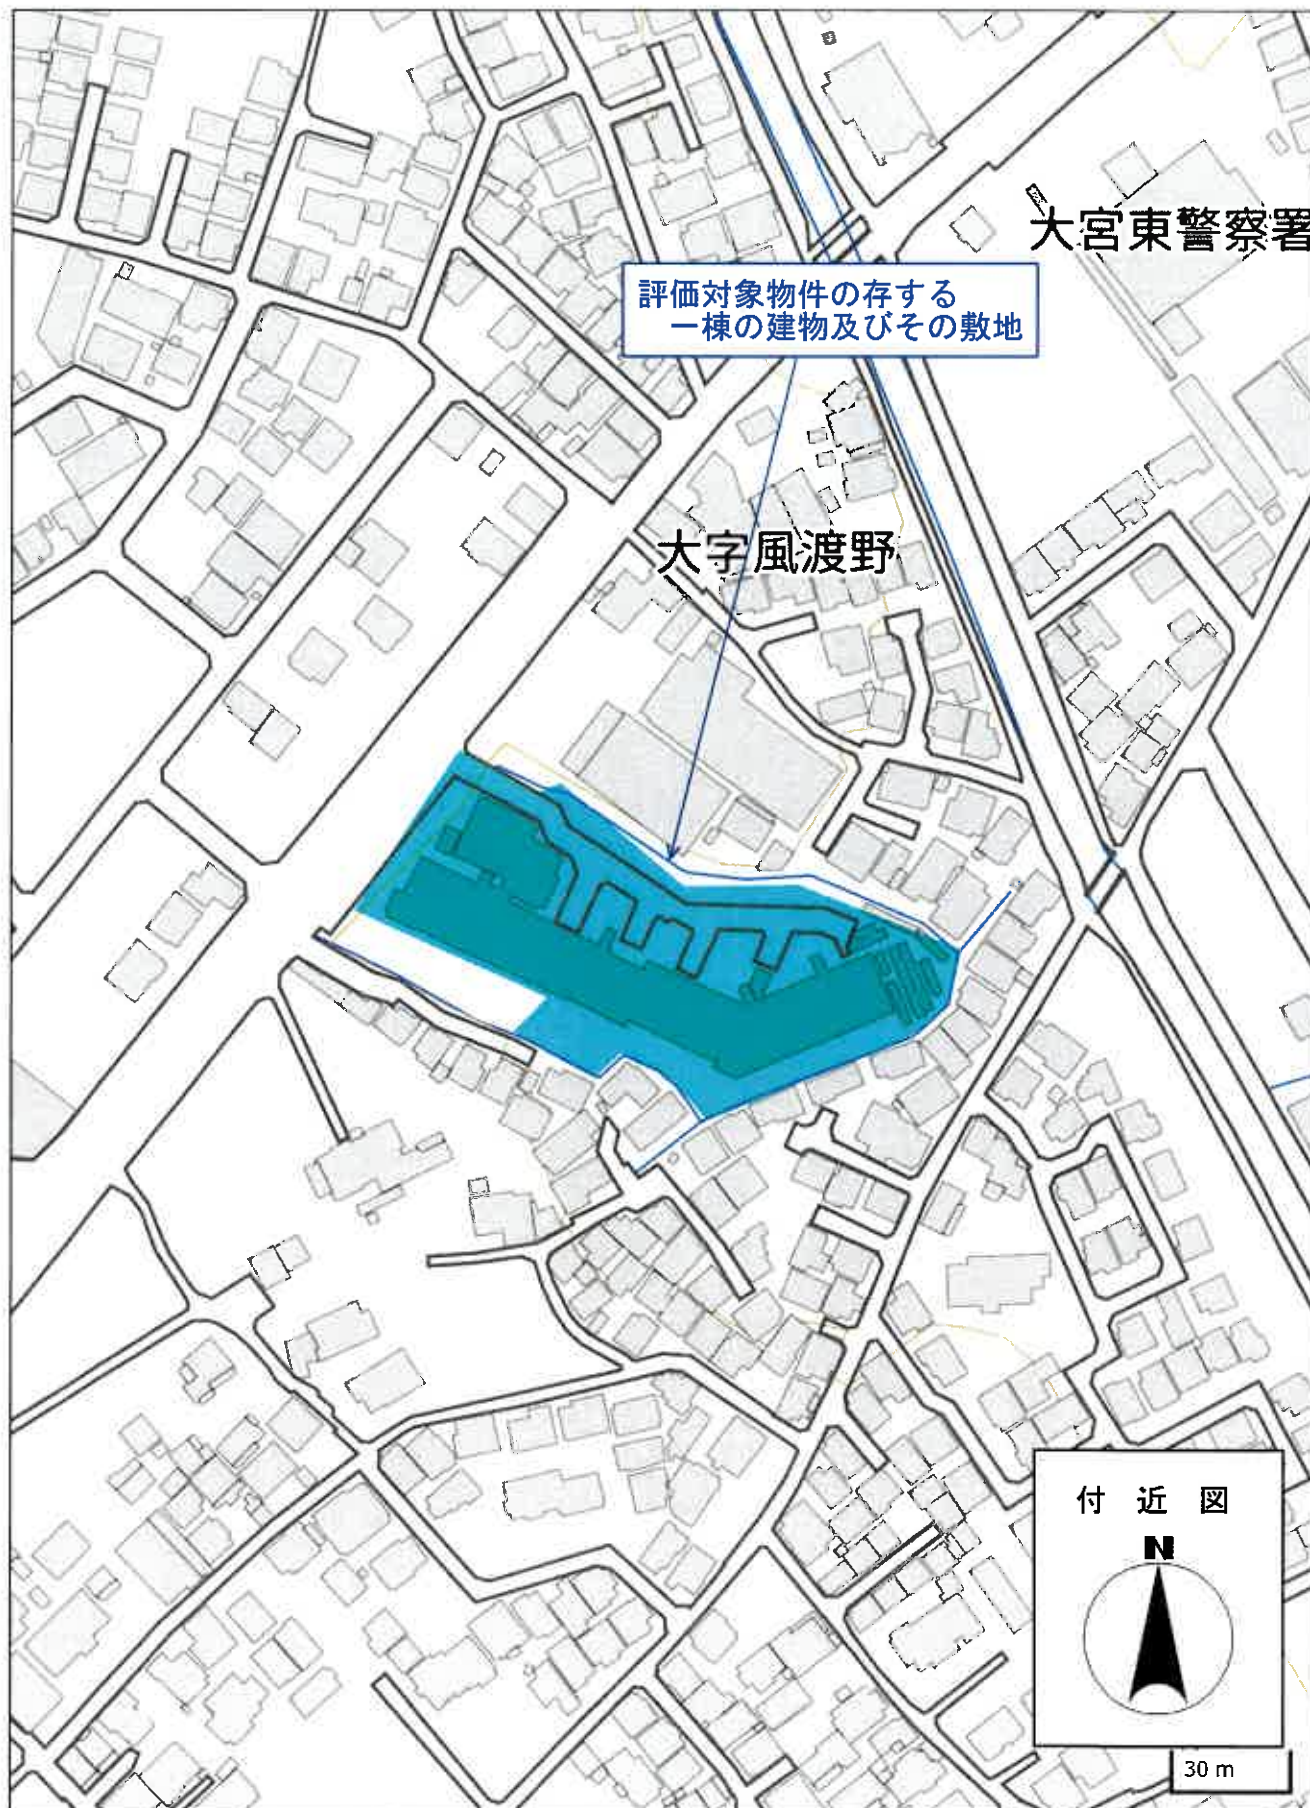 大宮東警察署
評価対象物件の存する
一棟の建物及びその敷地
大字風渡野
付近図
N
30 m